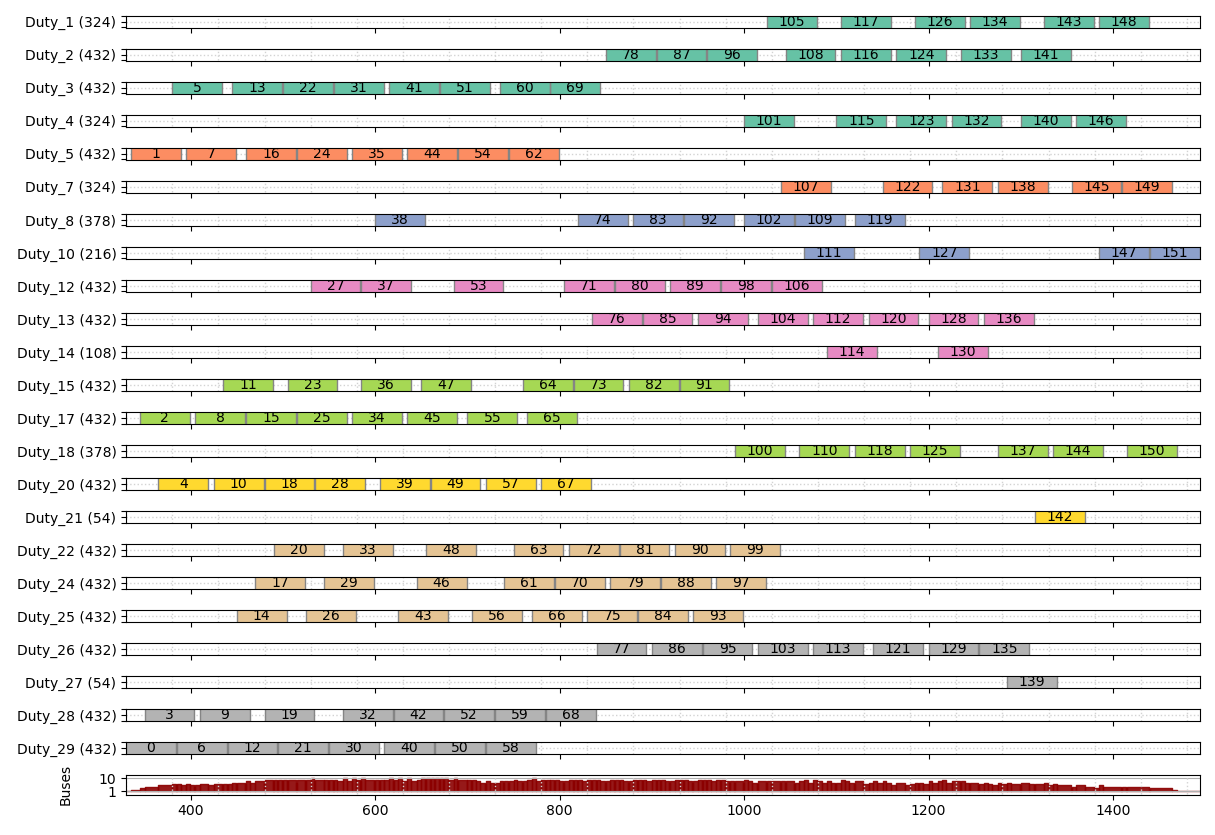 Duty_1 (324) 105 117 126 134 143 148
Duty_2 (432) 78 87 96 108 116 124 133 141
Duty_3 (432) 5 13 22 31 41 51 60 69
Duty_4 (324) 101 115 123 132 140 146
Duty_5 (432) 1 7 16 24 35 44 54 62
Duty_7 (324) 107 122 131 138 145 149
Duty_8 (378) 38 74 83 92 102 109 119
Duty_10 (216) 111 127 147 151
Duty_12 (432) 27 37 53 71 80 89 98 106
Duty_13 (432) 76 85 94 104 112 120 128 136
Duty_14 (108) 114 130
Duty_15 (432) 11 23 36 47 64 73 82 91
Duty_17 (432) 2 8 15 25 34 45 55 65
Duty_18 (378) 100 110 118 125 137 144 150
Duty_20 (432) 4 10 18 28 39 49 57 67
Duty_21 (54) 142
Duty_22 (432) 20 33 48 63 72 81 90 99
Duty_24 (432) 17 29 46 61 70 79 88 97
Duty_25 (432) 14 26 43 56 66 75 84 93
Duty_26 (432) 77 86 95 103 113 121 129 135
Duty_27 (54) 139
Duty_28 (432) 3 9 19 32 42 52 59 68
Duty_29 (432) 0 6 12 21 30 40 50 58
Buses
10
1
400 600 800 1000 1200 1400